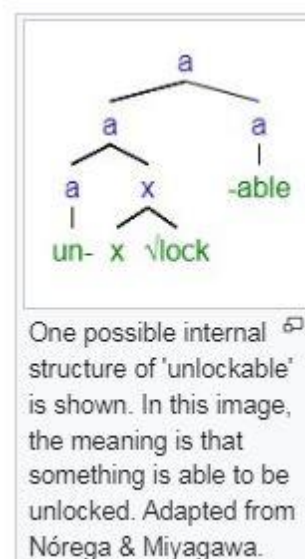 a
a a
a x -able
un- x √lock
One possible internal
structure of 'unlockable'
is shown. In this image,
the meaning is that
something is able to be
unlocked. Adapted from
Nórega & Miyagawa.